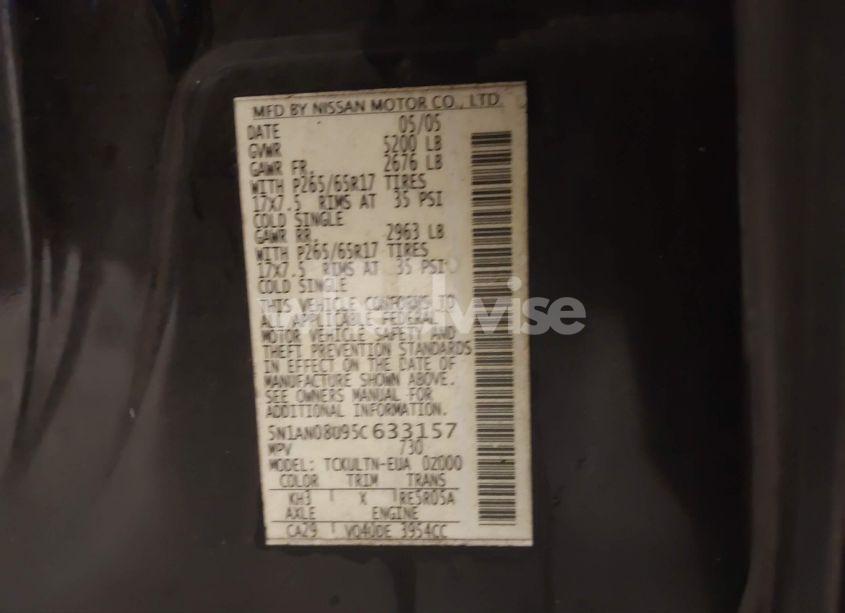 MFD BY NISSAN MOTOR CO., LTD.
DATE 05/05
GVWR 5200 LB
GAWR FR. 2676 LB
WITH P265/65R17 TIRES
17X7.5 RIMS AT 35 PSI
COLD SINGLE
GAWR RR. 2963 LB
WITH P265/65R17 TIRES
17X7.5 RIMS AT 35 PSI
COLD SINGLE
THIS VEHICLE CONFORMS TO
ALL APPLICABLE FEDERAL
MOTOR VEHICLE SAFETY AND
THEFT PREVENTION STANDARDS
IN EFFECT ON THE DATE OF
MANUFACTURE SHOWN ABOVE.
SEE OWNERS MANUAL FOR
ADDITIONAL INFORMATION.
5N1AN08U95C633157
MPV /30
MODEL: TCKULTN-EUA 02000
COLOR TRIM TRANS
KH3 X RE5R05A
AXLE ENGINE
CA29 VQ40DE 3954CC